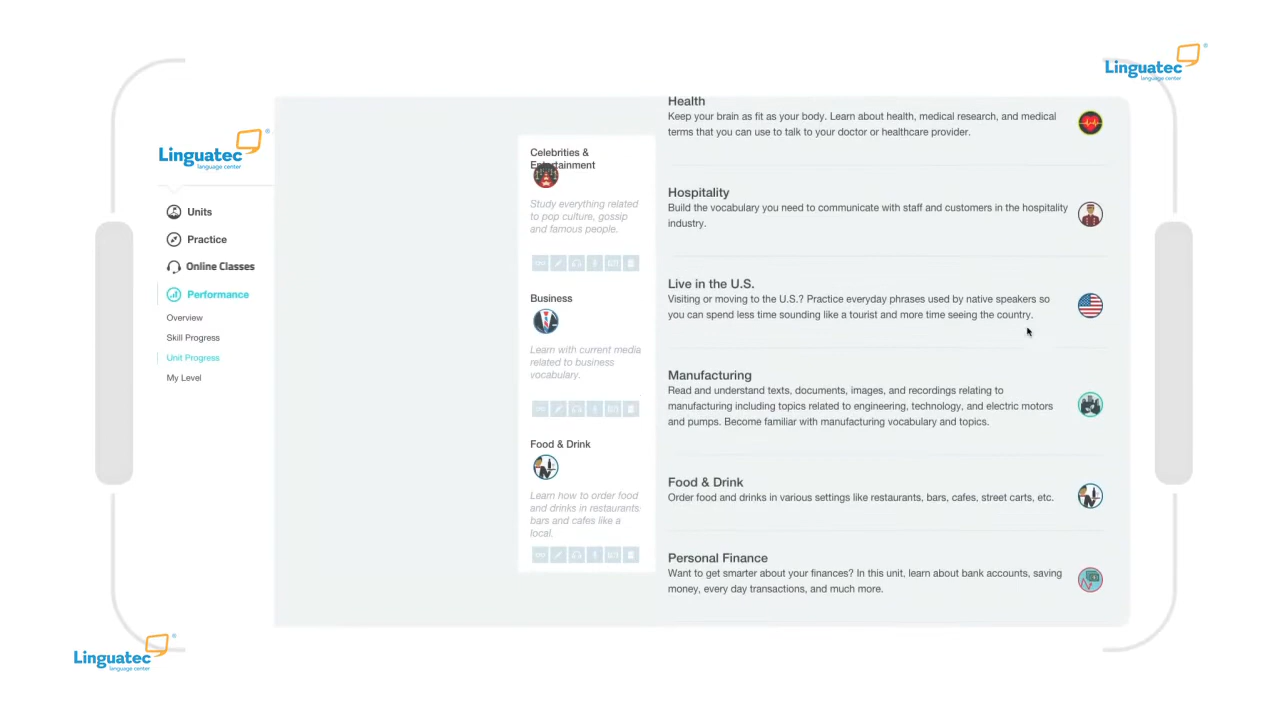 Linguatec
language center
Linguatec
language center
Units
Practice
Online Classes
Performance
Overview
Skill Progress
Unit Progress
My Level
Celebrities &
Entertainment
Study everything related
to pop culture, gossip
and famous people.
Business
Learn with current media
related to business
vocabulary.
Food & Drink
Learn how to order food
and drinks in restaurants
bars and cafes like a
local.
Health
Keep your brain as fit as your body. Learn about health, medical research, and medical
terms that you can use to talk to your doctor or healthcare provider.
Hospitality
Build the vocabulary you need to communicate with staff and customers in the hospitality
industry.
Live in the U.S.
Visiting or moving to the U.S.? Practice everyday phrases used by native speakers so
you can spend less time sounding like a tourist and more time seeing the country.
Manufacturing
Read and understand texts, documents, images, and recordings relating to
manufacturing including topics related to engineering, technology, and electric motors
and pumps. Become familiar with manufacturing vocabulary and topics.
Food & Drink
Order food and drinks in various settings like restaurants, bars, cafes, street carts, etc.
Personal Finance
Want to get smarter about your finances? In this unit, learn about bank accounts, saving
money, every day transactions, and much more.
Linguatec
language center